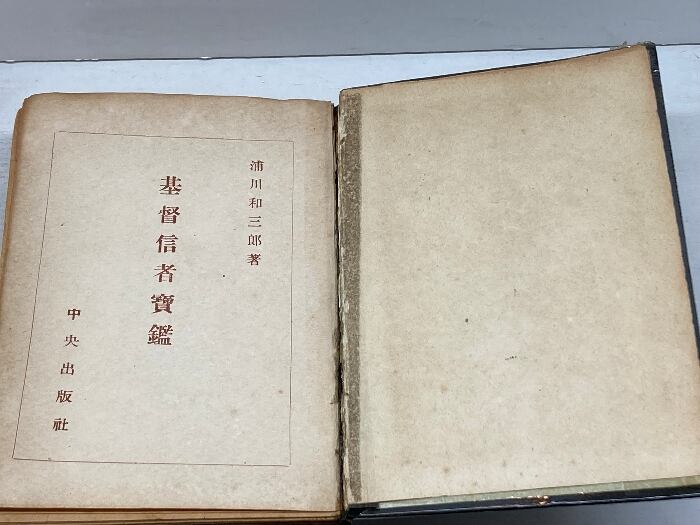 浦川和三郎著
基督信者寶鑑
中央出版社